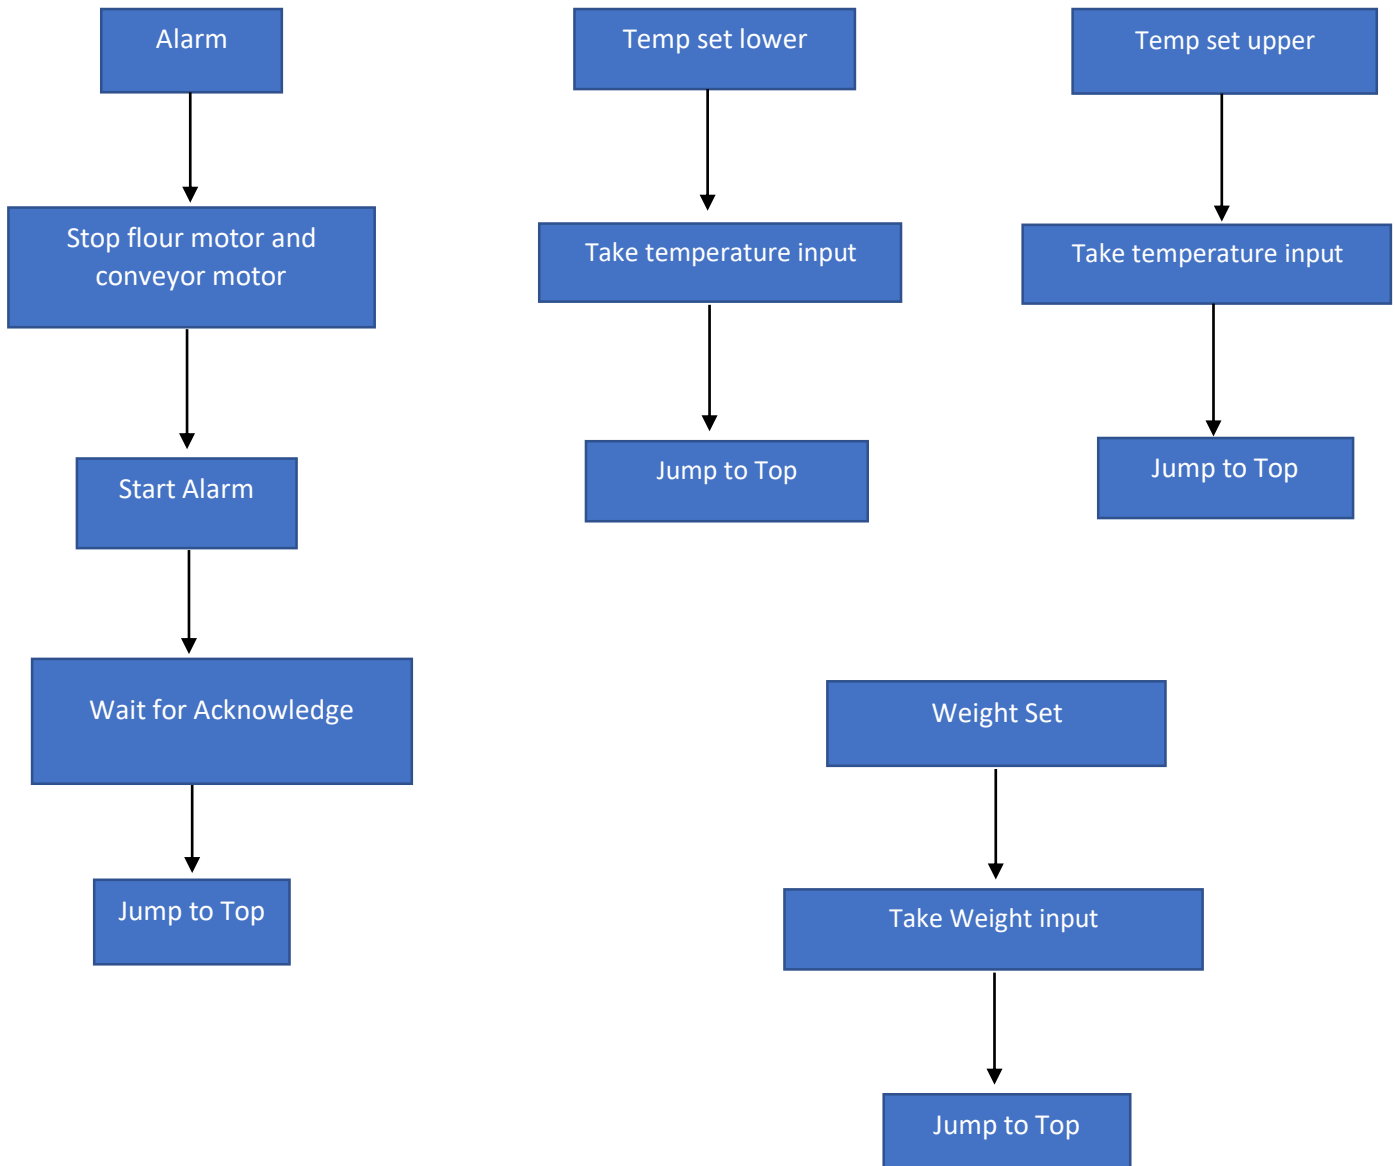 Alarm
Stop flour motor and
conveyor motor
Start Alarm
Wait for Acknowledge
Jump to Top
Temp set lower
Take temperature input
Jump to Top
Temp set upper
Take temperature input
Jump to Top
Weight Set
Take Weight input
Jump to Top